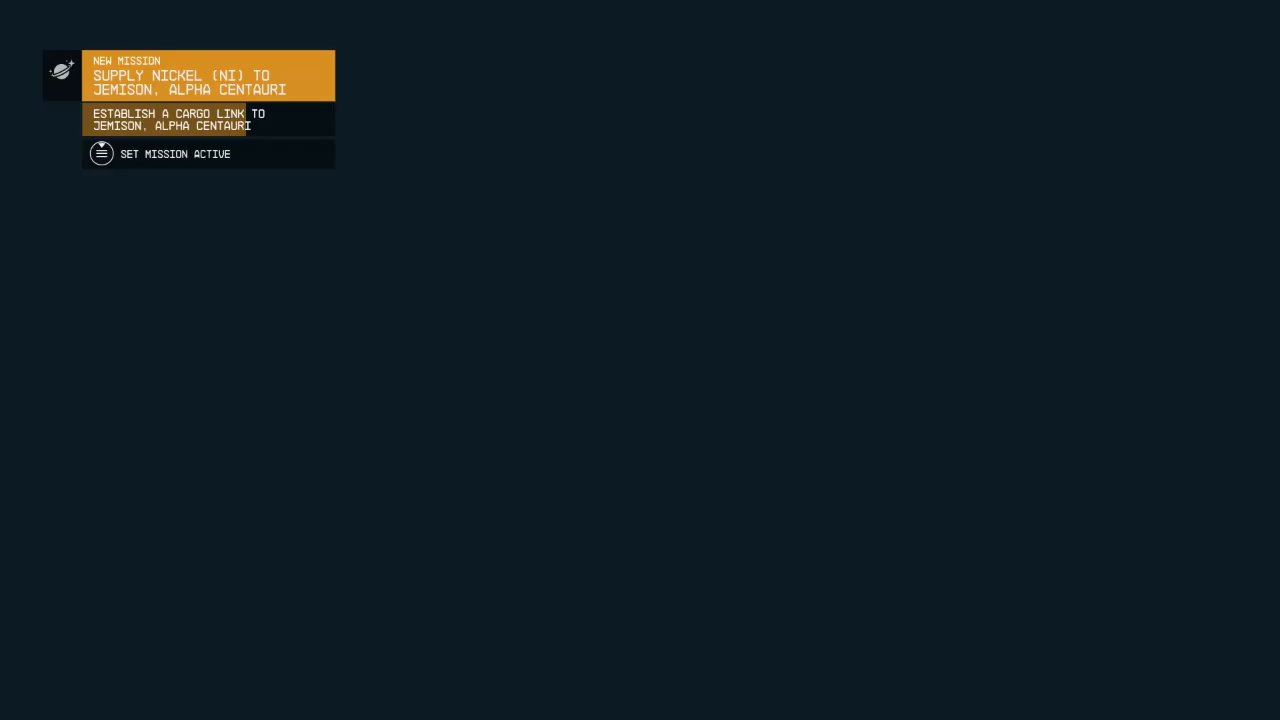 NEW MISSION
SUPPLY NICKEL (NI) TO
JEMISON, ALPHA CENTAURI
ESTABLISH A CARGO LINK TO
JEMISON, ALPHA CENTAURI
SET MISSION ACTIVE